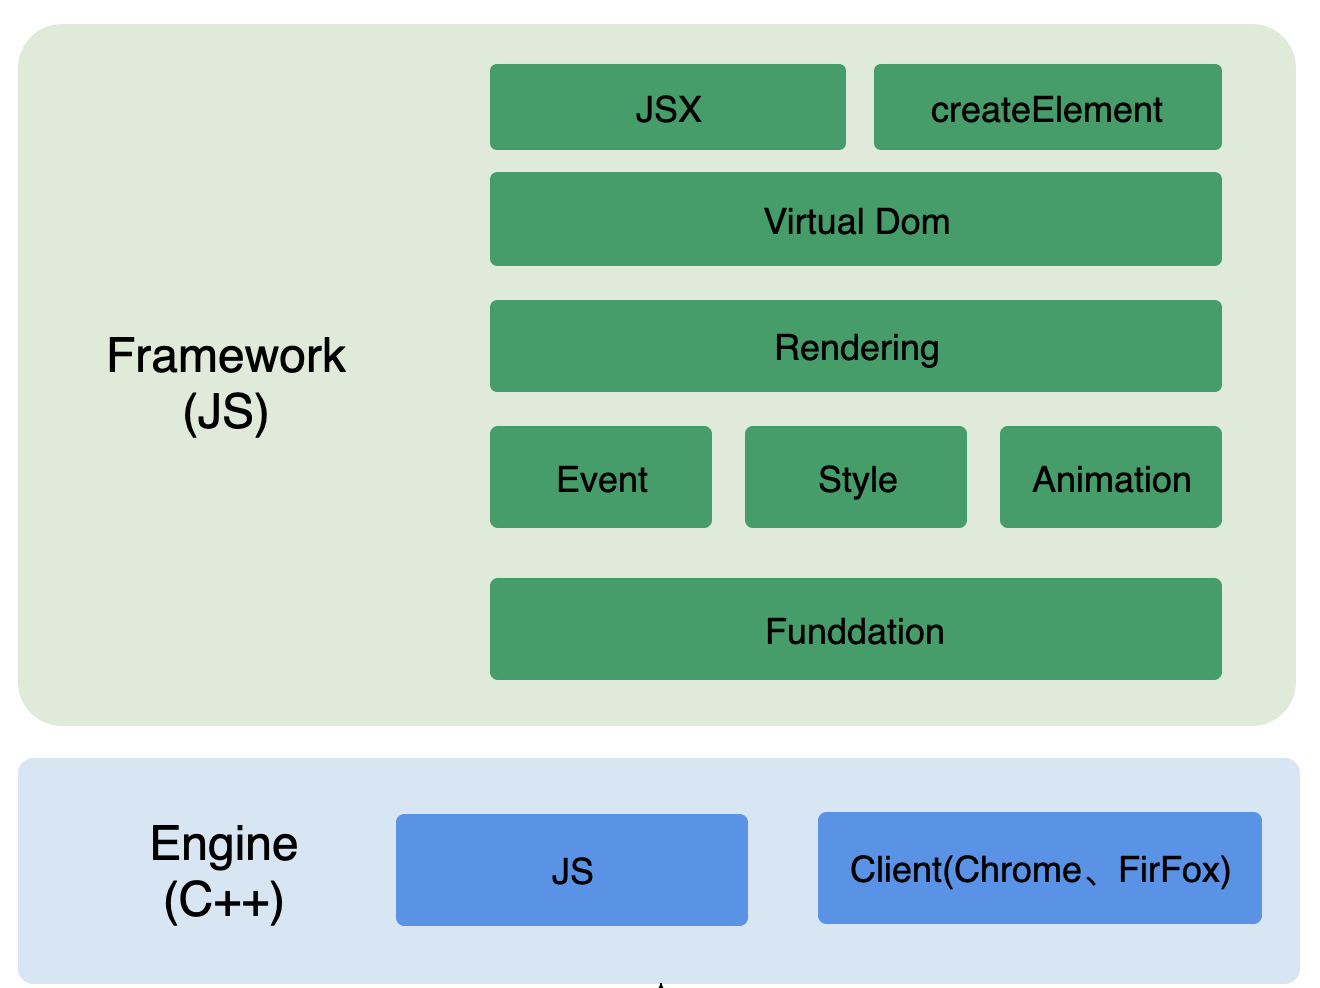 JSX
createElement
Virtual Dom
Rendering
Framework
(JS)
Event
Style
Animation
Funddation
Engine
(C++)
JS
Client(Chrome、FirFox)